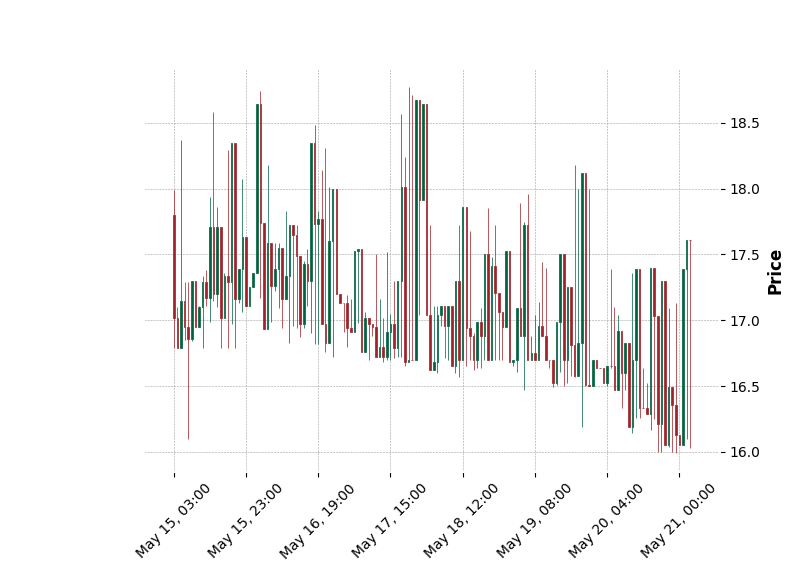 18.5
18.0
17.5
17.0
16.5
16.0
Price
May 15, 03:00
May 15, 23:00
May 16, 19:00
May 17, 15:00
May 18, 12:00
May 19, 08:00
May 20, 04:00
May 21, 00:00